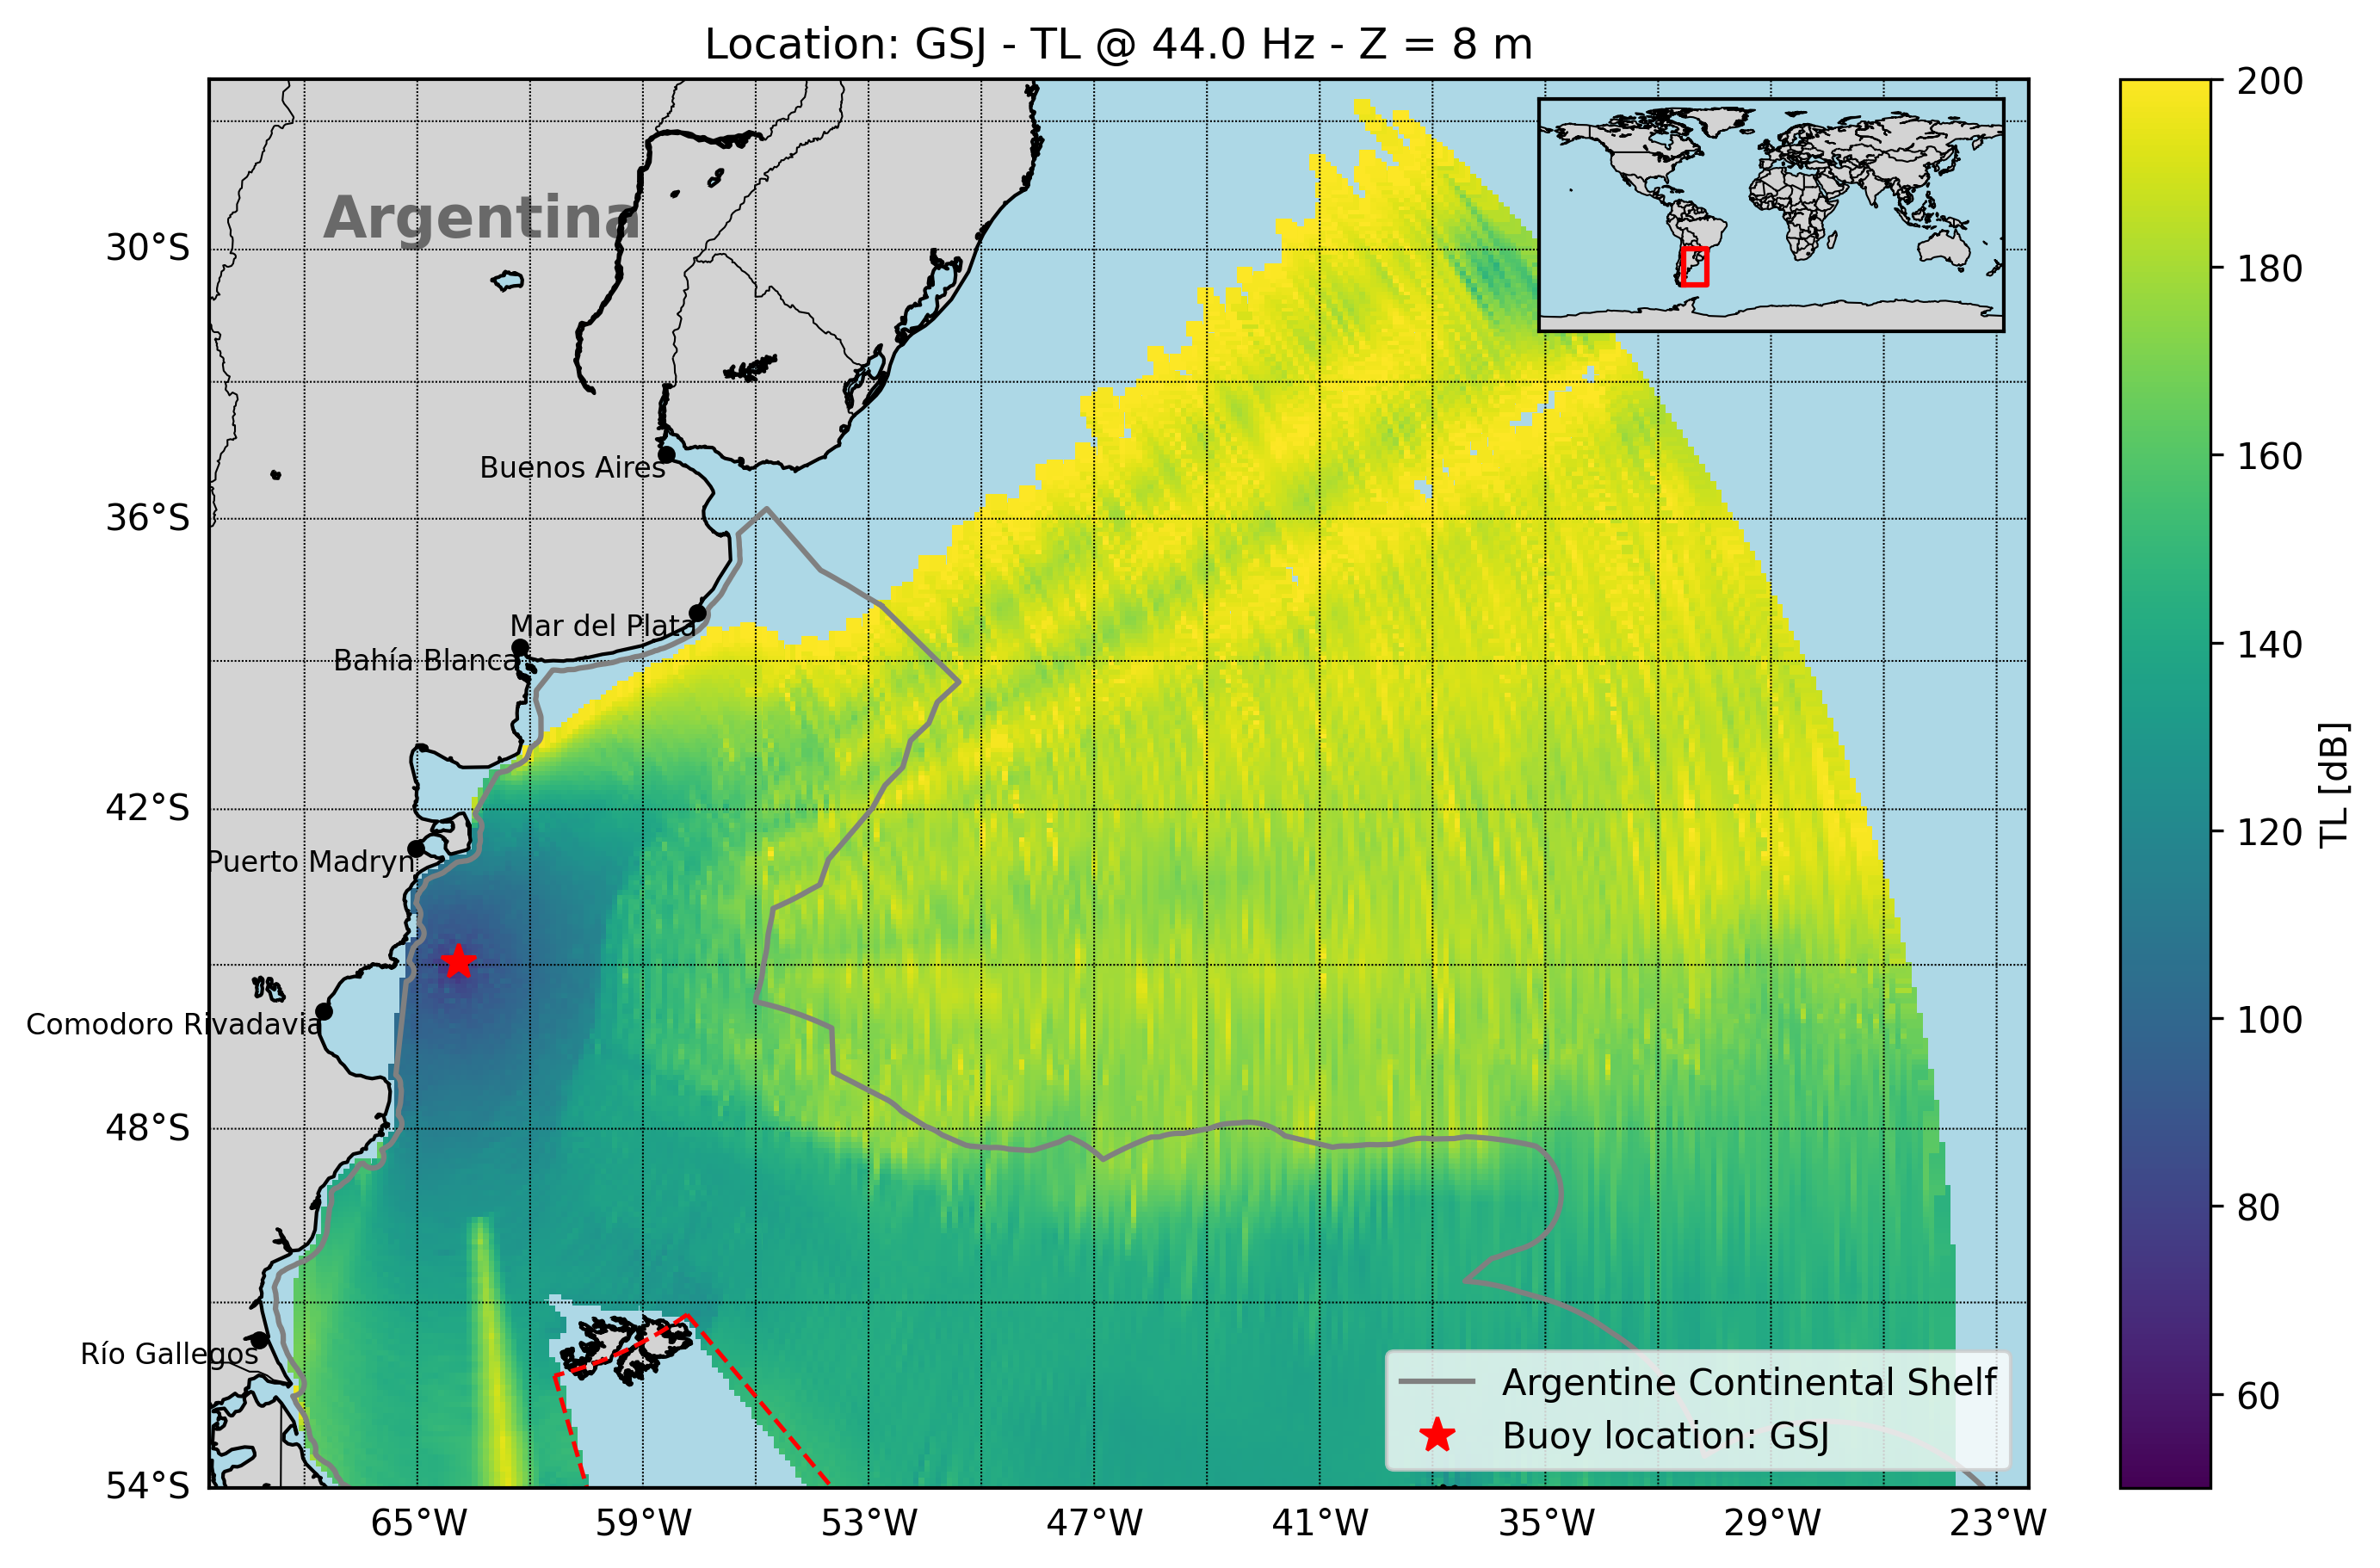 Location: GSJ - TL @ 44.0 Hz - Z = 8 m
Argentina
30°S
Buenos Aires
36°S
Mar del Plata
Bahía Blanca
42°S
Puerto Madryn
Comodoro Rivadavia
48°S
Río Gallegos
54°S
65°W
59°W
53°W
47°W
41°W
35°W
29°W
23°W
Argentine Continental Shelf
Buoy location: GSJ
200
180
160
140
120
100
80
60
TL [dB]